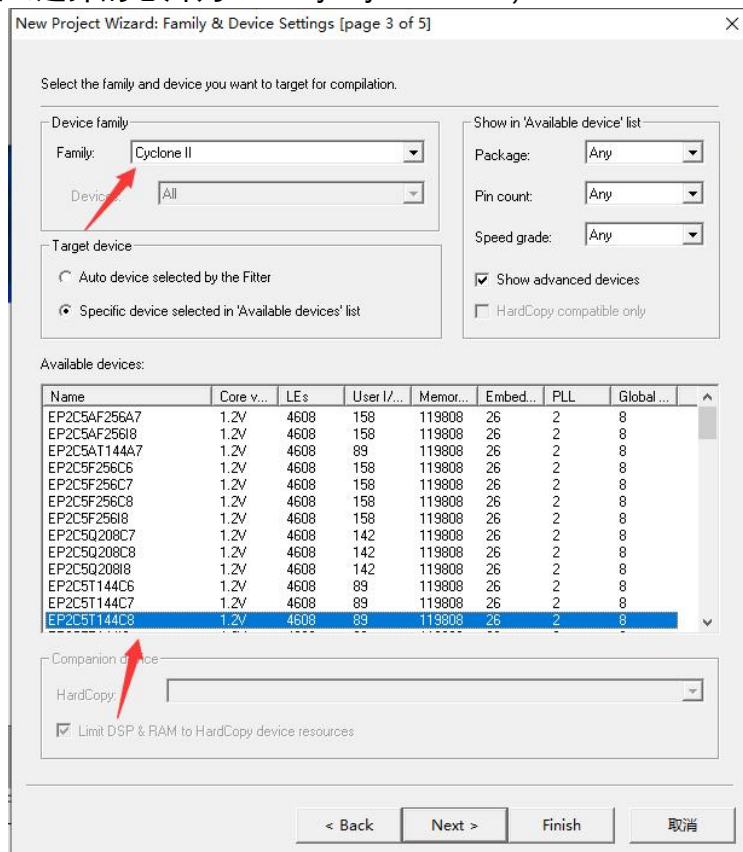 New Project Wizard: Family & Device Settings [page 3 of 5]
Select the family and device you want to target for compilation.
Device family
Family: Cyclone II
Devices: All
Show in 'Available device' list
Package: Any
Pin count: Any
Speed grade: Any
Show advanced devices
HardCopy compatible only
Target device
Auto device selected by the Fitter
Specific device selected in 'Available devices' list
Available devices:
Name Core v... LEs User I/... Memor... Embed... PLL Global ...
EP2C5AF256A7 1.2V 4608 158 119808 26 2 8
EP2C5AF256I8 1.2V 4608 158 119808 26 2 8
EP2C5AT144A7 1.2V 4608 89 119808 26 2 8
EP2C5F256C6 1.2V 4608 158 119808 26 2 8
EP2C5F256C7 1.2V 4608 158 119808 26 2 8
EP2C5F256C8 1.2V 4608 158 119808 26 2 8
EP2C5F256I8 1.2V 4608 158 119808 26 2 8
EP2C5Q208C7 1.2V 4608 142 119808 26 2 8
EP2C5Q208C8 1.2V 4608 142 119808 26 2 8
EP2C5Q208I8 1.2V 4608 142 119808 26 2 8
EP2C5T144C6 1.2V 4608 89 119808 26 2 8
EP2C5T144C7 1.2V 4608 89 119808 26 2 8
EP2C5T144C8 1.2V 4608 89 119808 26 2 8
Companion device
HardCopy:
Limit DSP & RAM to HardCopy device resources
< Back
Next >
Finish
取消